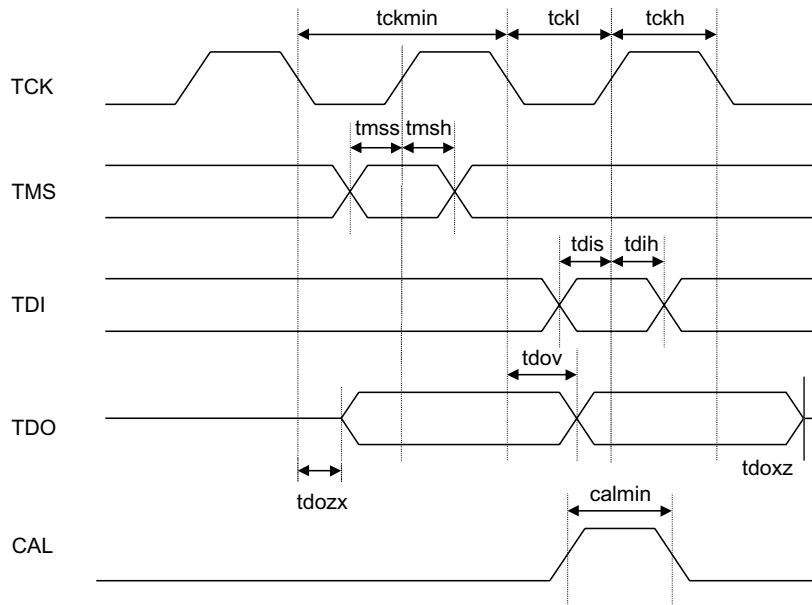 tckmin tckl tckh
TCK
tmss tmsh
TMS
tdis tdih
TDI
tdov
TDO
tdoxz
tdozx
calmin
CAL